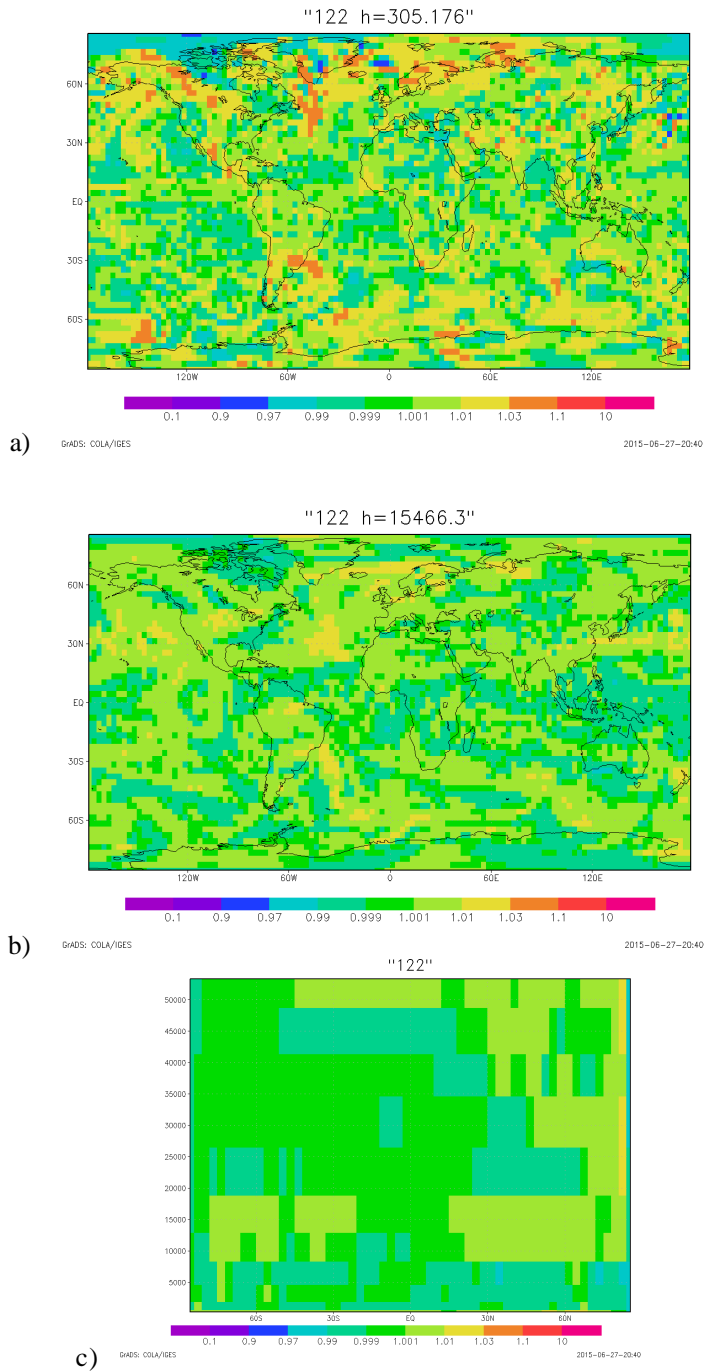 "122 h=305.176"
60N
30N
EQ
30S
60S
120W 60W 0 60E 120E
0.1 0.9 0.97 0.99 0.999 1.001 1.01 1.03 1.1 10
a) GrADS: COLA/IGES 2015-06-27-20:40
"122 h=15466.3"
60N
30N
EQ
30S
60S
120W 60W 0 60E 120E
0.1 0.9 0.97 0.99 0.999 1.001 1.01 1.03 1.1 10
b) GrADS: COLA/IGES 2015-06-27-20:40
"122"
50000
45000
40000
35000
30000
25000
20000
15000
10000
5000
60S 30S EQ 30N 60N
0.1 0.9 0.97 0.99 0.999 1.001 1.01 1.03 1.1 10
c) GrADS: COLA/IGES 2015-06-27-20:40